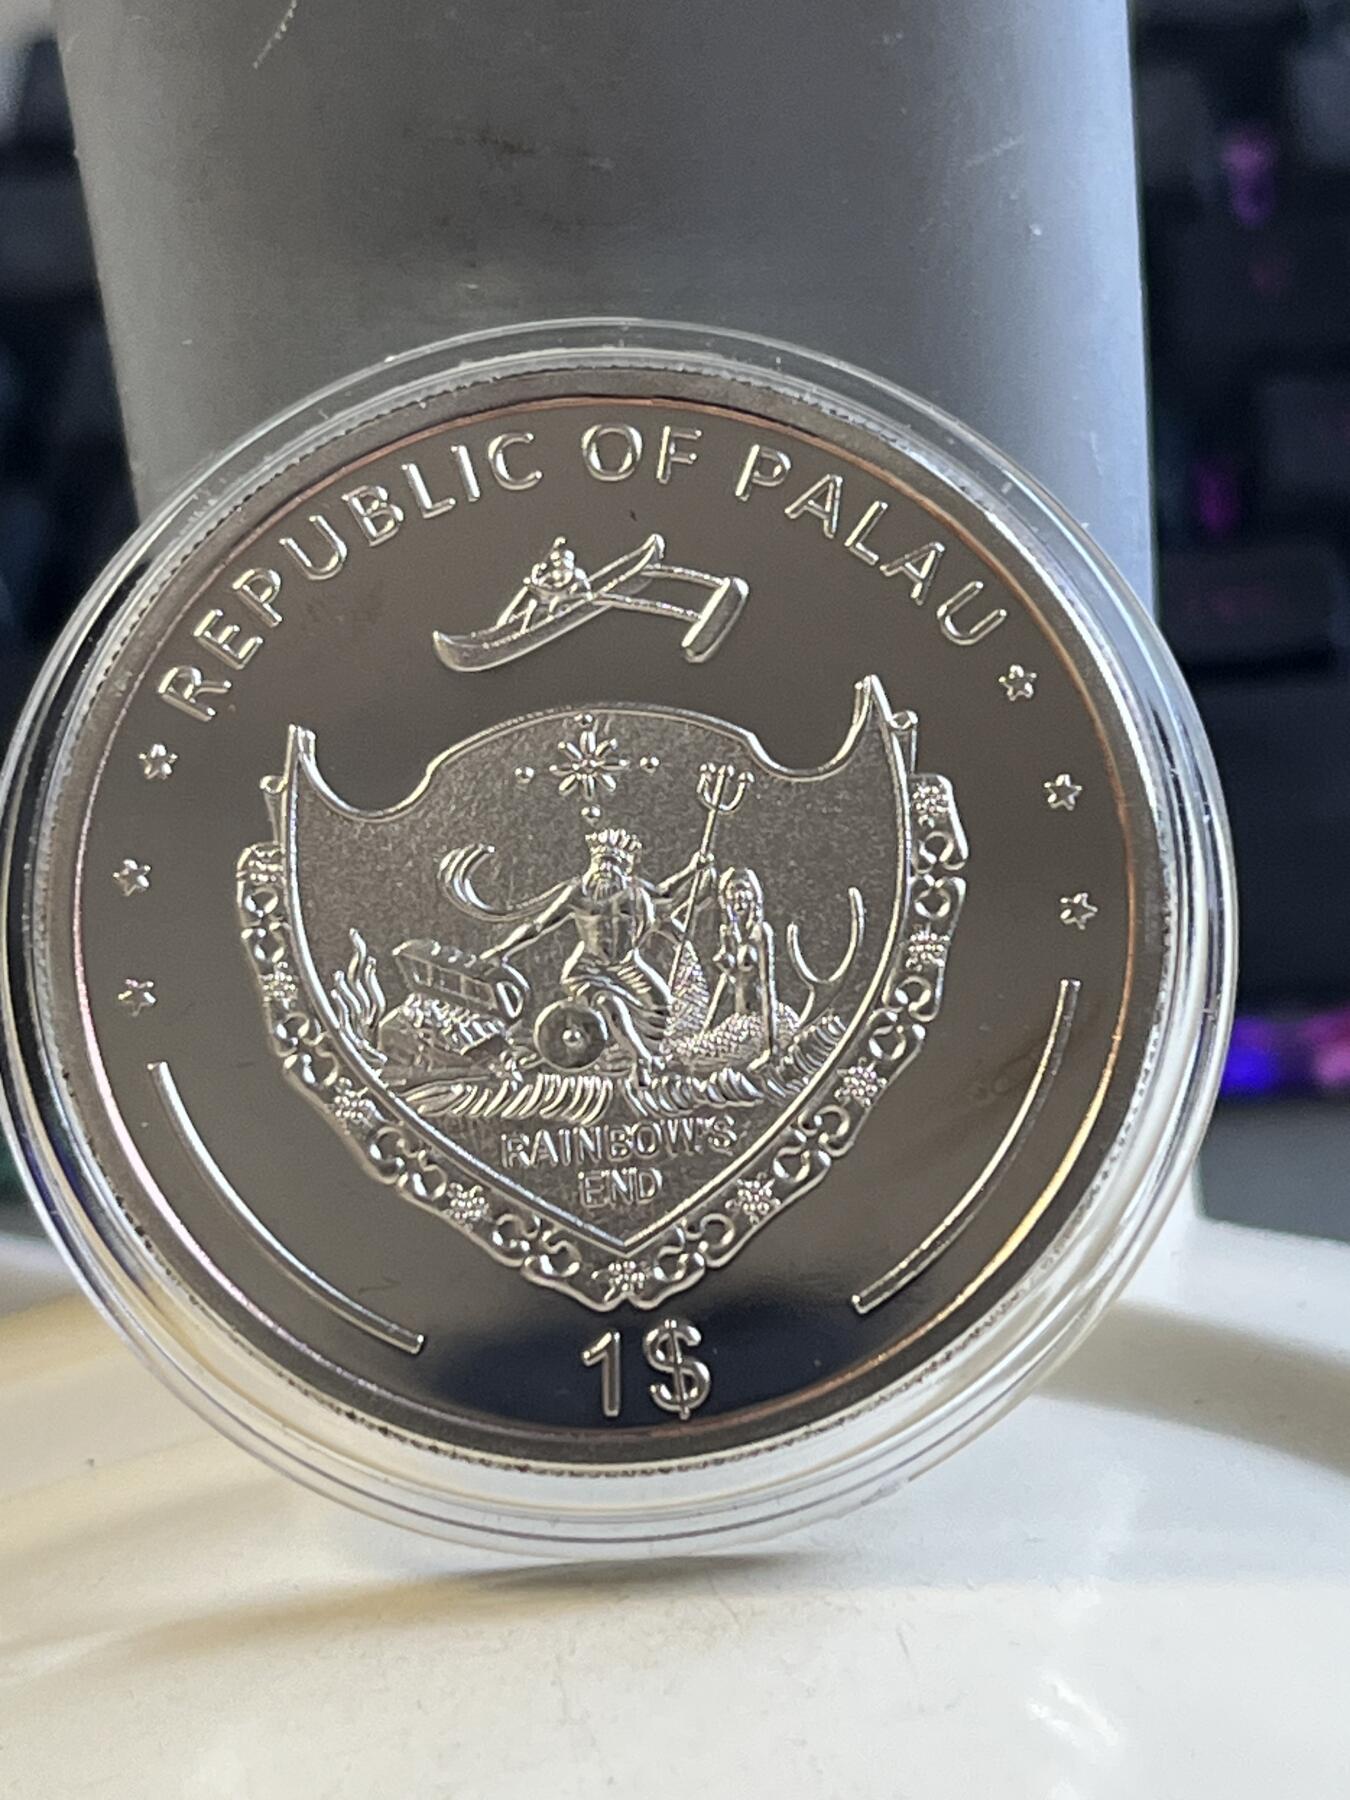 REPUBLIC OF PALAU
RAINBOW'S
END
1$